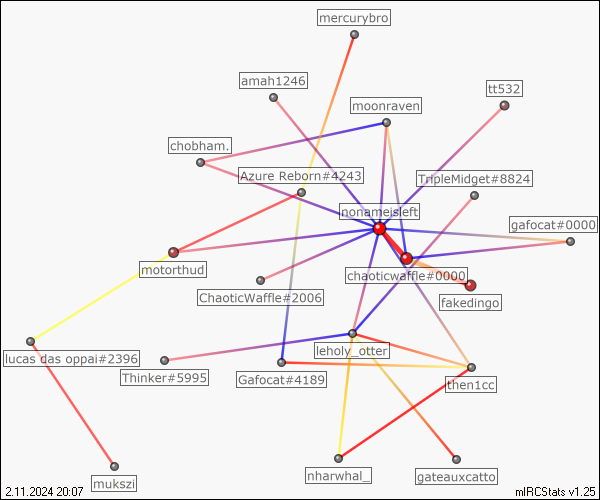 mercurybro
amah1246
tt532
moonraven
chobham.
Azure Reborn#4243
TripleMidget#8824
nonameisleft
gafocat#0000
motorthud
chaoticwaffle#0000
ChaoticWaffle#2006
fakedingo
lucas das oppai#2396
leholy_otter
Thinker#5995
Gafocat#4189
then1cc
mukszi
nharwhal_
gateauxcatto
2.11.2024 20:07
mIRCStats v1.25